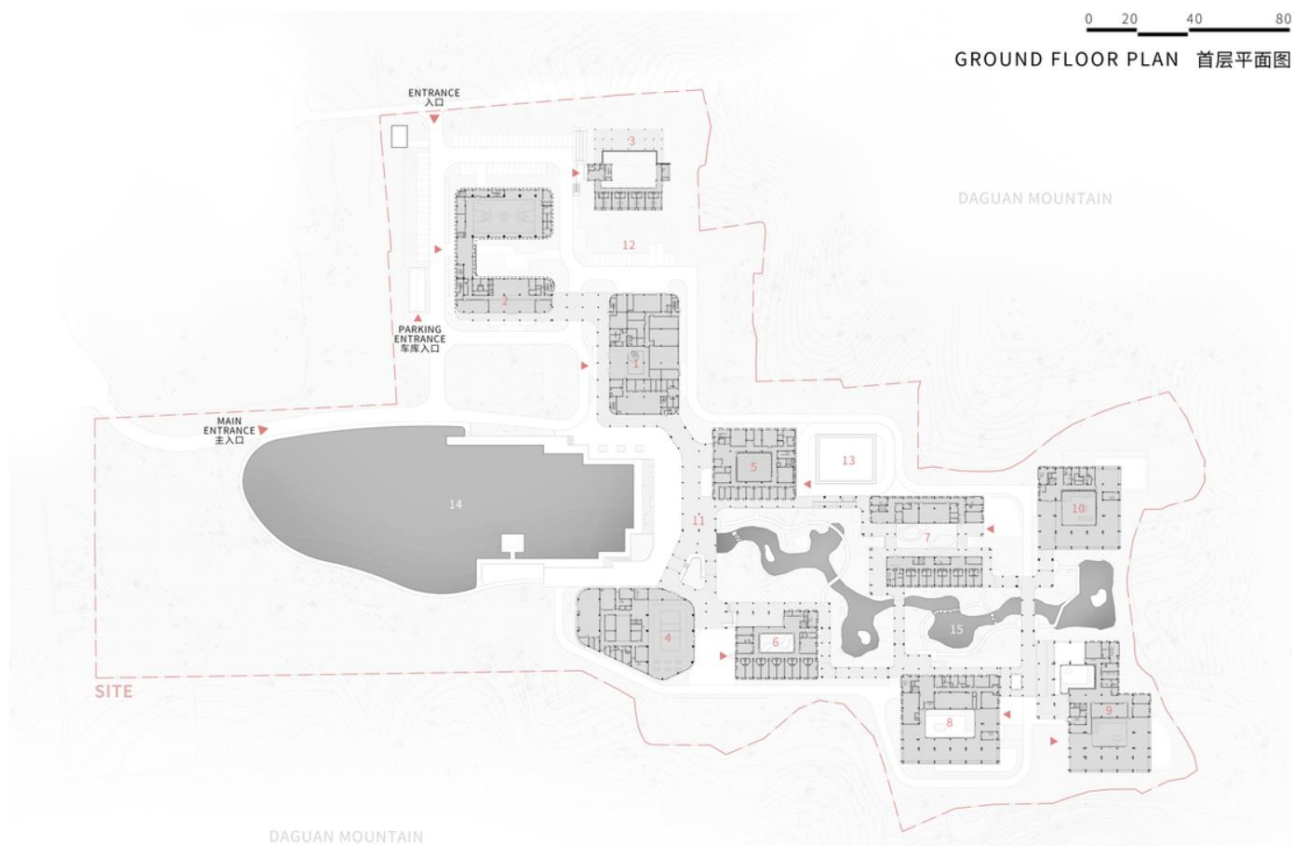 0 20 40 80
GROUND FLOOR PLAN 首层平面图
ENTRANCE
入口
3
DAGUAN MOUNTAIN
12
2
PARKING
ENTRANCE
车库入口
1
MAIN
ENTRANCE
主入口
5
13
14
10
11
7
15
4
6
SITE
9
8
DAGUAN MOUNTAIN